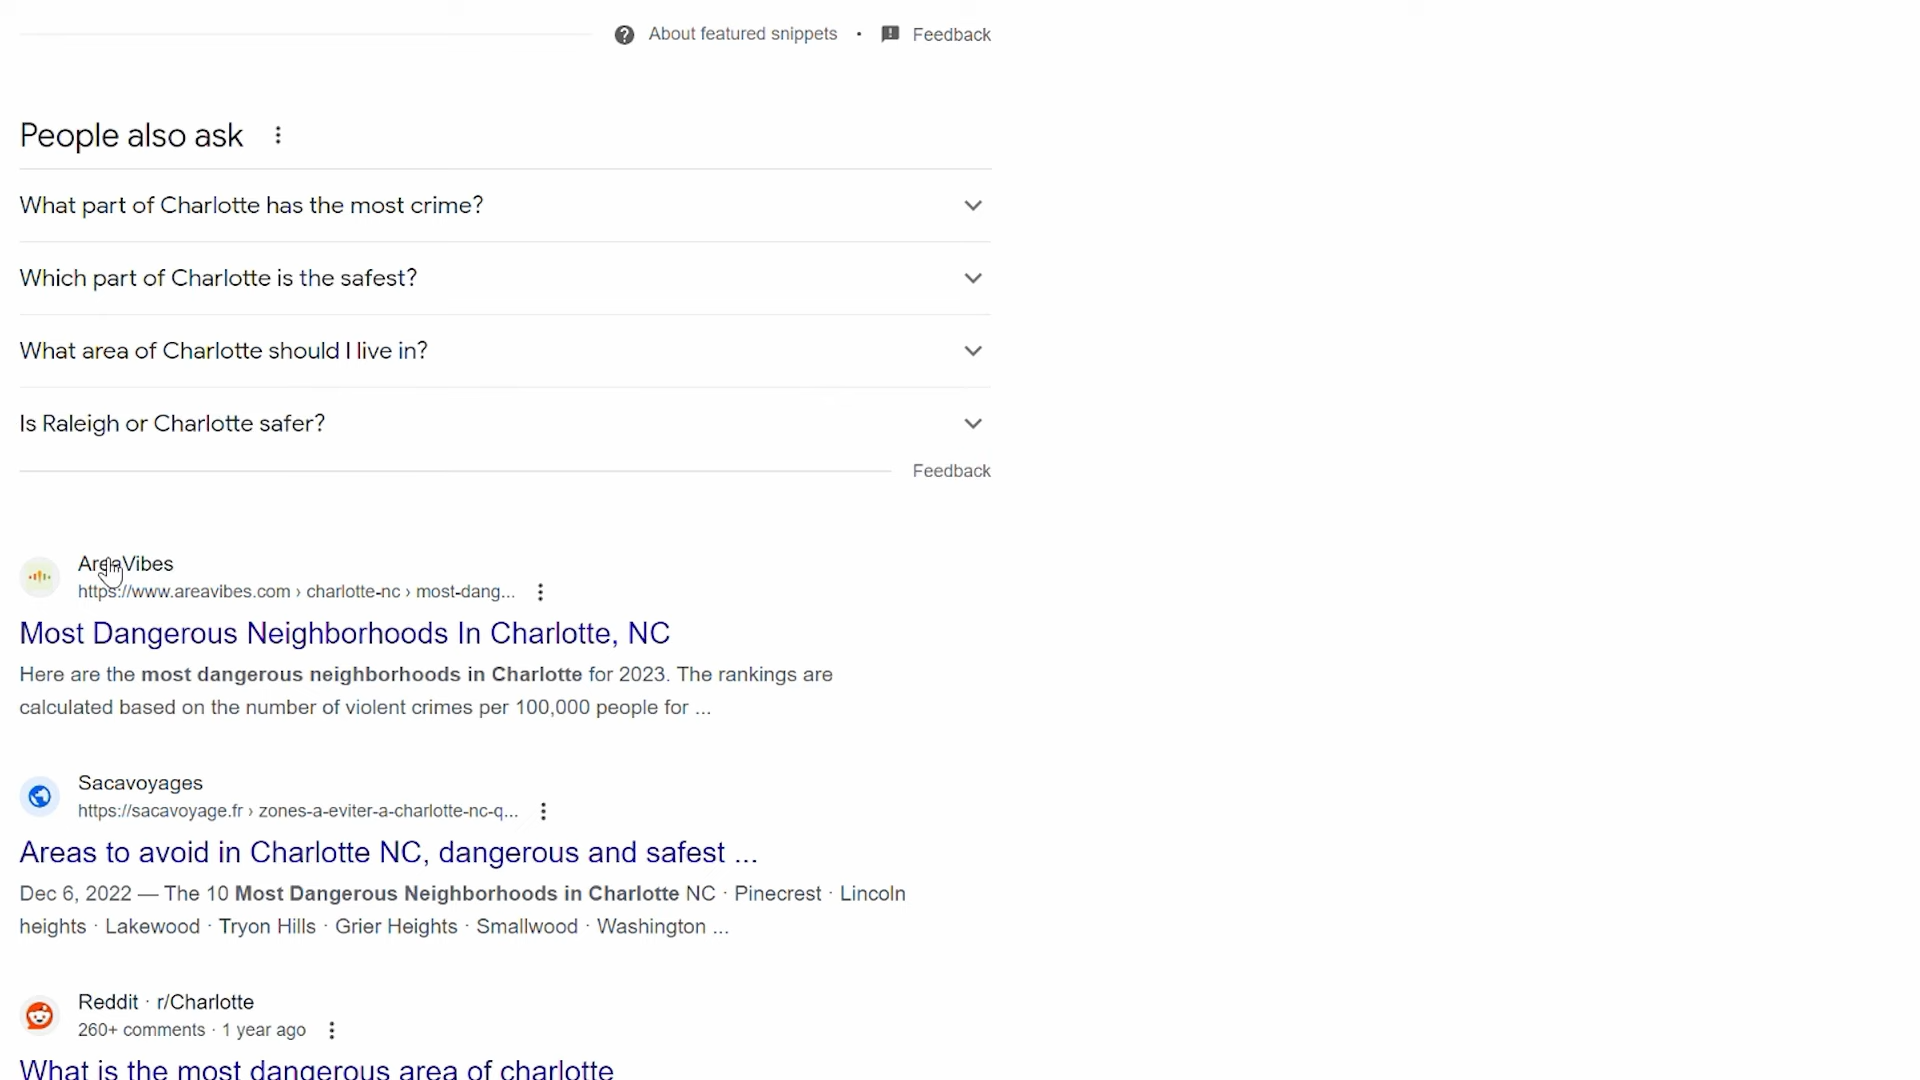 About featured snippets · Feedback
People also ask
What part of Charlotte has the most crime?
Which part of Charlotte is the safest?
What area of Charlotte should I live in?
Is Raleigh or Charlotte safer?
Feedback
AreaVibes
https://www.areavibes.com › charlotte-nc › most-dang...
Most Dangerous Neighborhoods In Charlotte, NC
Here are the most dangerous neighborhoods in Charlotte for 2023. The rankings are
calculated based on the number of violent crimes per 100,000 people for ...
Sacavoyages
https://sacavoyage.fr › zones-a-eviter-a-charlotte-nc-q...
Areas to avoid in Charlotte NC, dangerous and safest ...
Dec 6, 2022 — The 10 Most Dangerous Neighborhoods in Charlotte NC · Pinecrest · Lincoln
heights · Lakewood · Tryon Hills · Grier Heights · Smallwood · Washington ...
Reddit · r/Charlotte
260+ comments · 1 year ago
What is the most dangerous area of charlotte